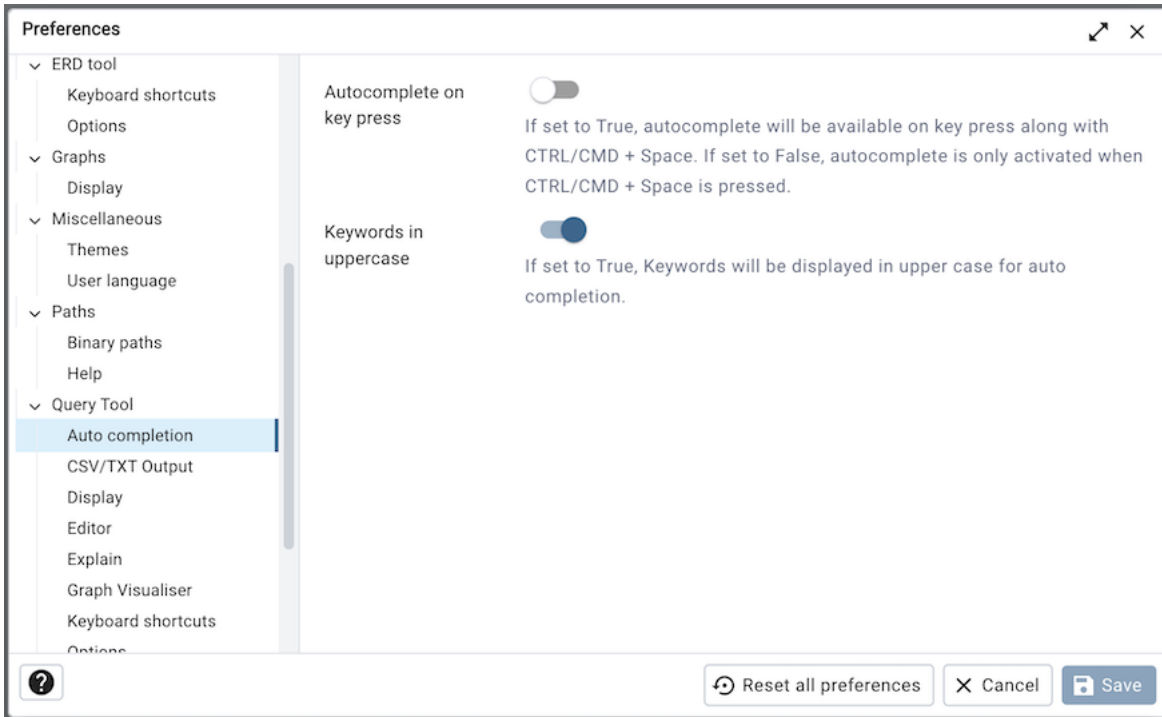 Preferences
ERD tool
Keyboard shortcuts
Options
Graphs
Display
Miscellaneous
Themes
User language
Paths
Binary paths
Help
Query Tool
Auto completion
CSV/TXT Output
Display
Editor
Explain
Graph Visualiser
Keyboard shortcuts
Options
Autocomplete on
key press
If set to True, autocomplete will be available on key press along with
CTRL/CMD + Space. If set to False, autocomplete is only activated when
CTRL/CMD + Space is pressed.
Keywords in
uppercase
If set to True, Keywords will be displayed in upper case for auto
completion.
?
Reset all preferences
Cancel
Save